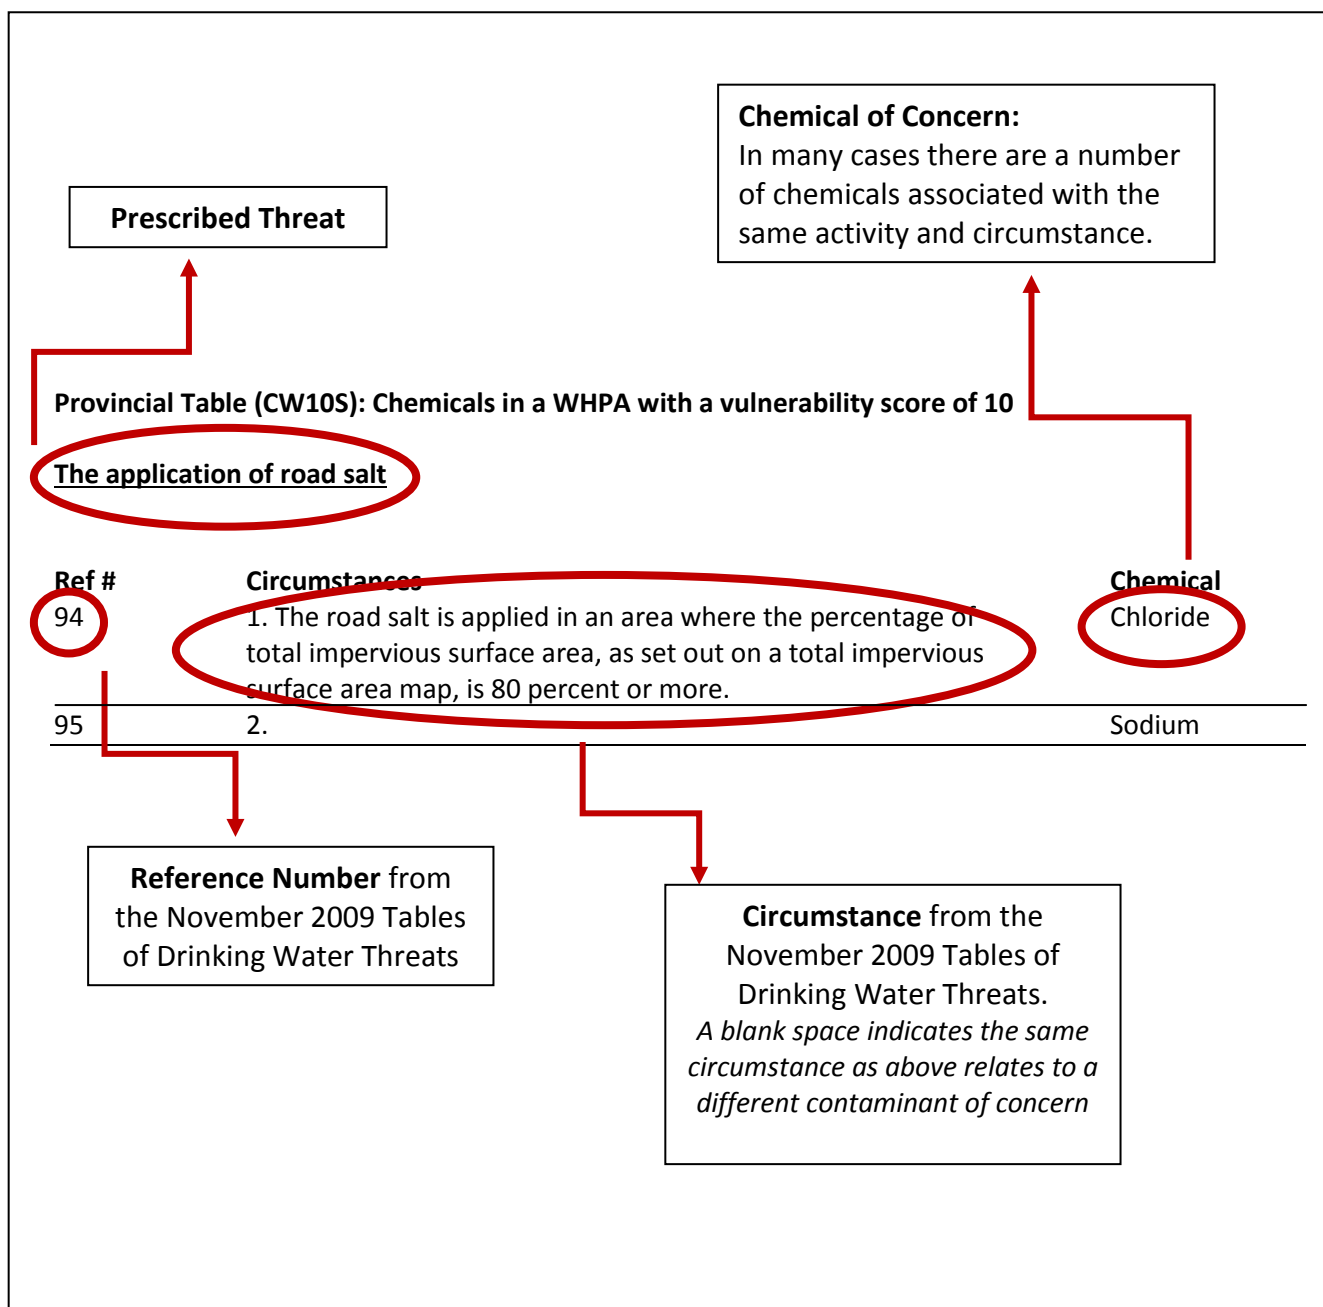 Chemical of Concern:
In many cases there are a number
of chemicals associated with the
same activity and circumstance.
Prescribed Threat
Provincial Table (CW10S): Chemicals in a WHPA with a vulnerability score of 10
The application of road salt
Ref # Circumstances Chemical
94 1. The road salt is applied in an area where the percentage of Chloride
total impervious surface area, as set out on a total impervious
surface area map, is 80 percent or more.
95 2. Sodium
Reference Number from
the November 2009 Tables
of Drinking Water Threats
Circumstance from the
November 2009 Tables of
Drinking Water Threats.
A blank space indicates the same
circumstance as above relates to a
different contaminant of concern